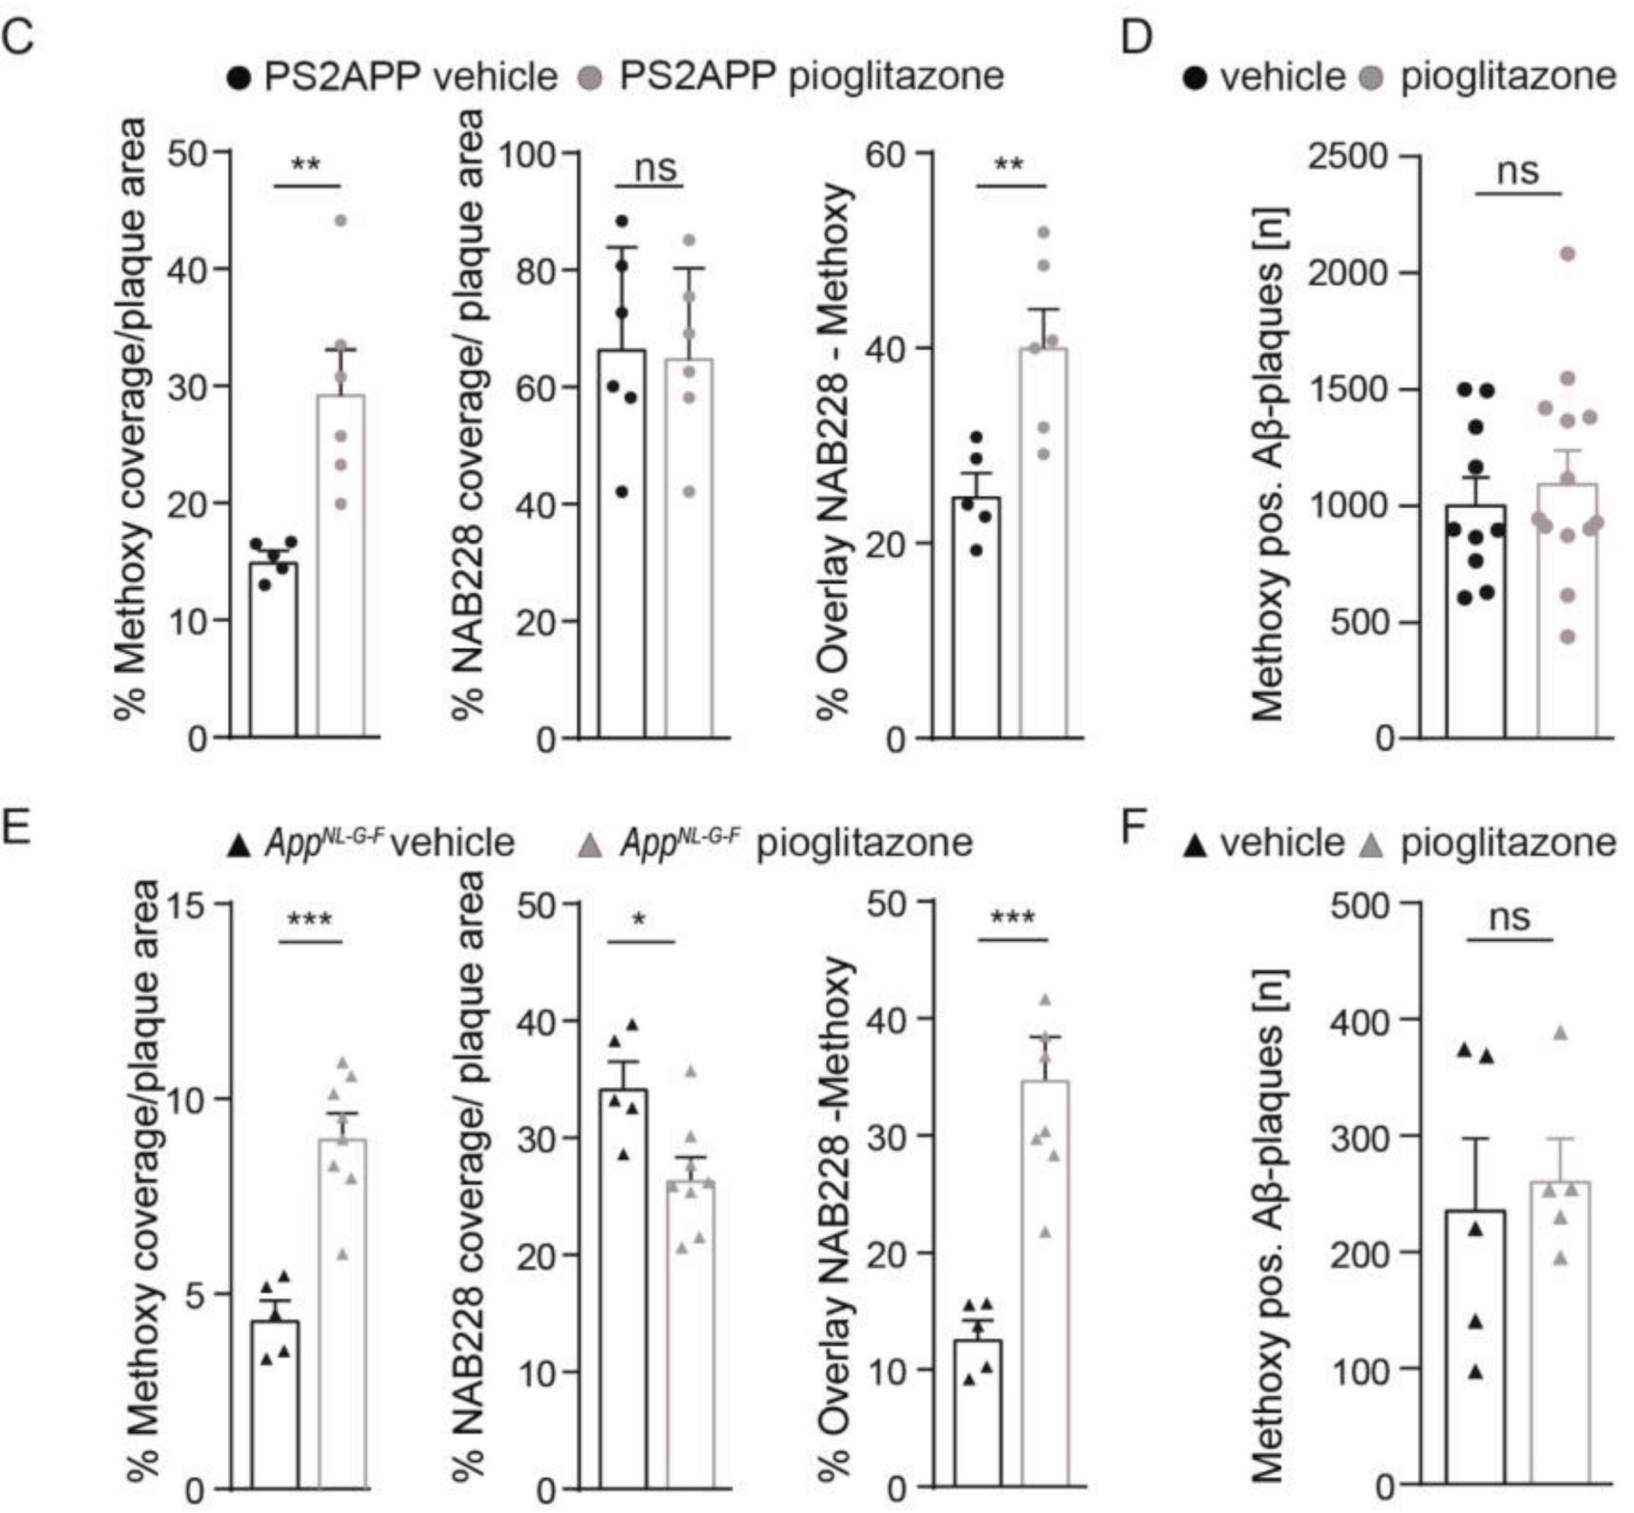 C
● PS2APP vehicle ● PS2APP pioglitazone
% Methoxy coverage/plaque area
50
40
30
20
10
0
**
% NAB228 coverage/ plaque area
100
80
60
40
20
0
ns
% Overlay NAB228 - Methoxy
60
40
20
0
**
D
● vehicle ● pioglitazone
Methoxy pos. Aβ-plaques [n]
2500
2000
1500
1000
500
0
ns
E
▲ App^NL-G-F vehicle ▲ App^NL-G-F pioglitazone
% Methoxy coverage/plaque area
15
10
5
0
***
% NAB228 coverage/ plaque area
50
40
30
20
10
0
*
% Overlay NAB228 -Methoxy
50
40
30
20
10
0
***
F
▲ vehicle ▲ pioglitazone
Methoxy pos. Aβ-plaques [n]
500
400
300
200
100
0
ns